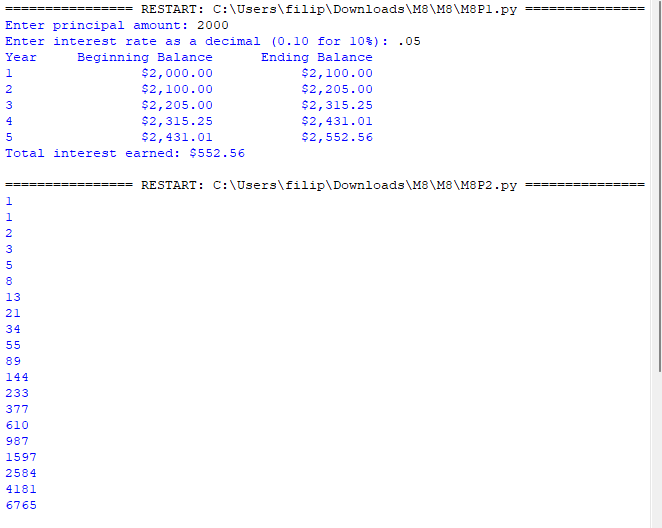 ================ RESTART: C:\Users\filip\Downloads\M8\M8\M8P1.py ===============
Enter principal amount: 2000
Enter interest rate as a decimal (0.10 for 10%): .05
Year     Beginning Balance      Ending Balance
1                $2,000.00           $2,100.00
2                $2,100.00           $2,205.00
3                $2,205.00           $2,315.25
4                $2,315.25           $2,431.01
5                $2,431.01           $2,552.56
Total interest earned: $552.56
================ RESTART: C:\Users\filip\Downloads\M8\M8\M8P2.py ===============
1
1
2
3
5
8
13
21
34
55
89
144
233
377
610
987
1597
2584
4181
6765